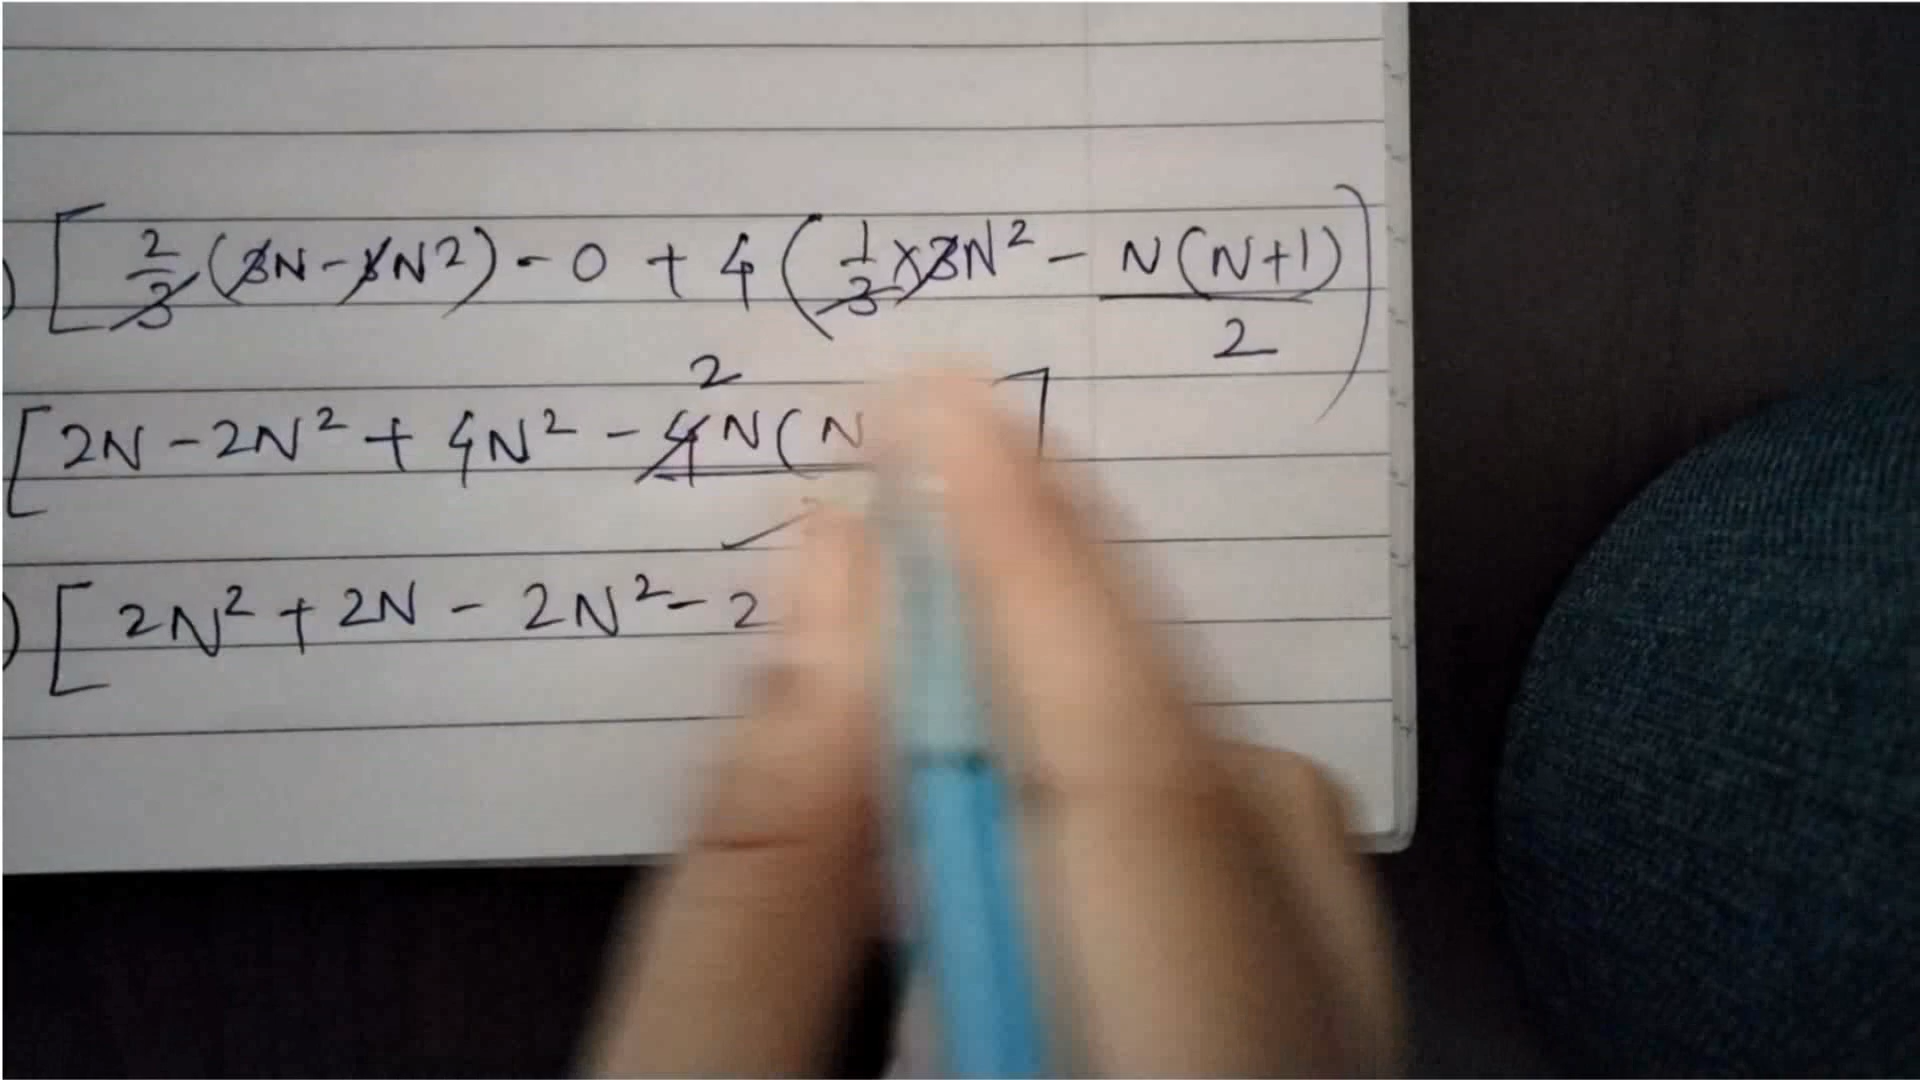 ) [ 2/3 (3N - 3N²) - 0 + 4 ( 1/3 × 3N² - N(N+1)/2 )
[ 2N - 2N² + 4N² - 4 2 N(N ]
) [ 2N² + 2N - 2N² - 2